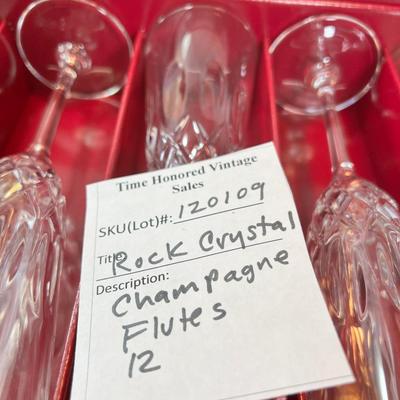 Time Honored Vintage
Sales
SKU(Lot)#: 120109
Title Rock Crystal
Description:
Champagne
Flutes
12